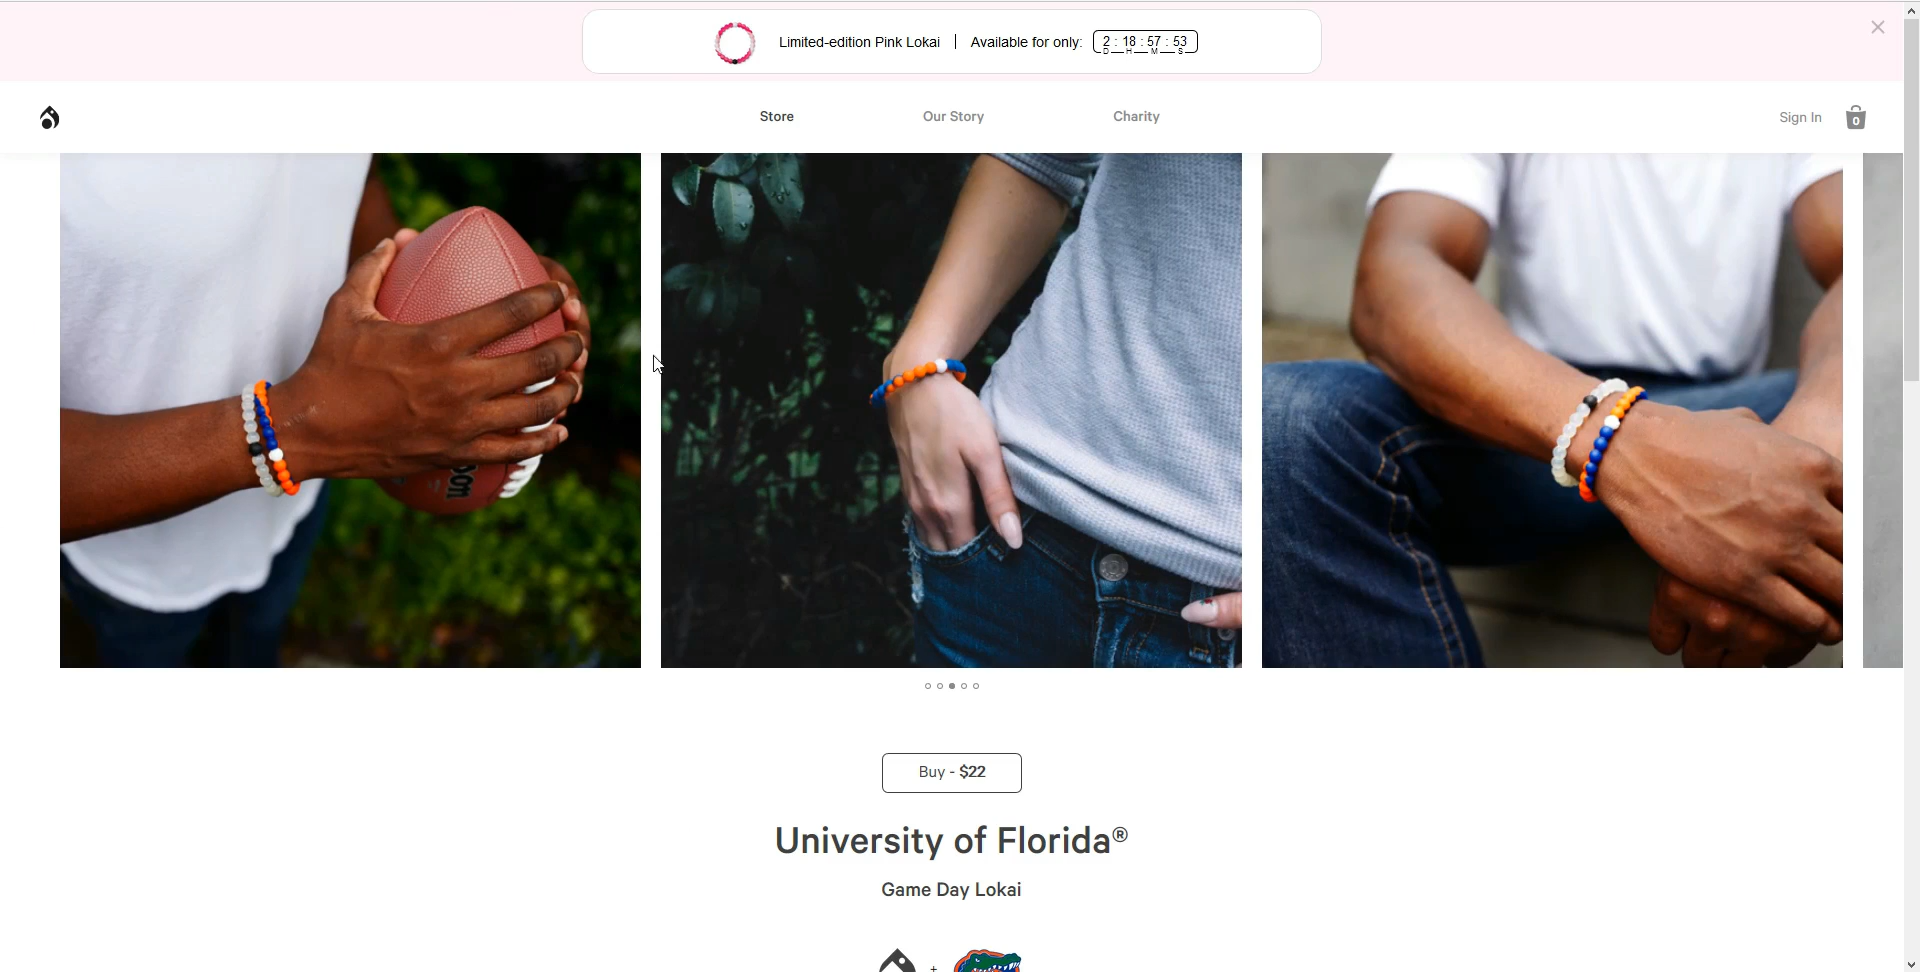 Limited-edition Pink Lokai | Available for only: 2 : 18 : 57 : 53
D H M S
Store Our Story Charity Sign In 0
Buy - $22
University of Florida®
Game Day Lokai
+